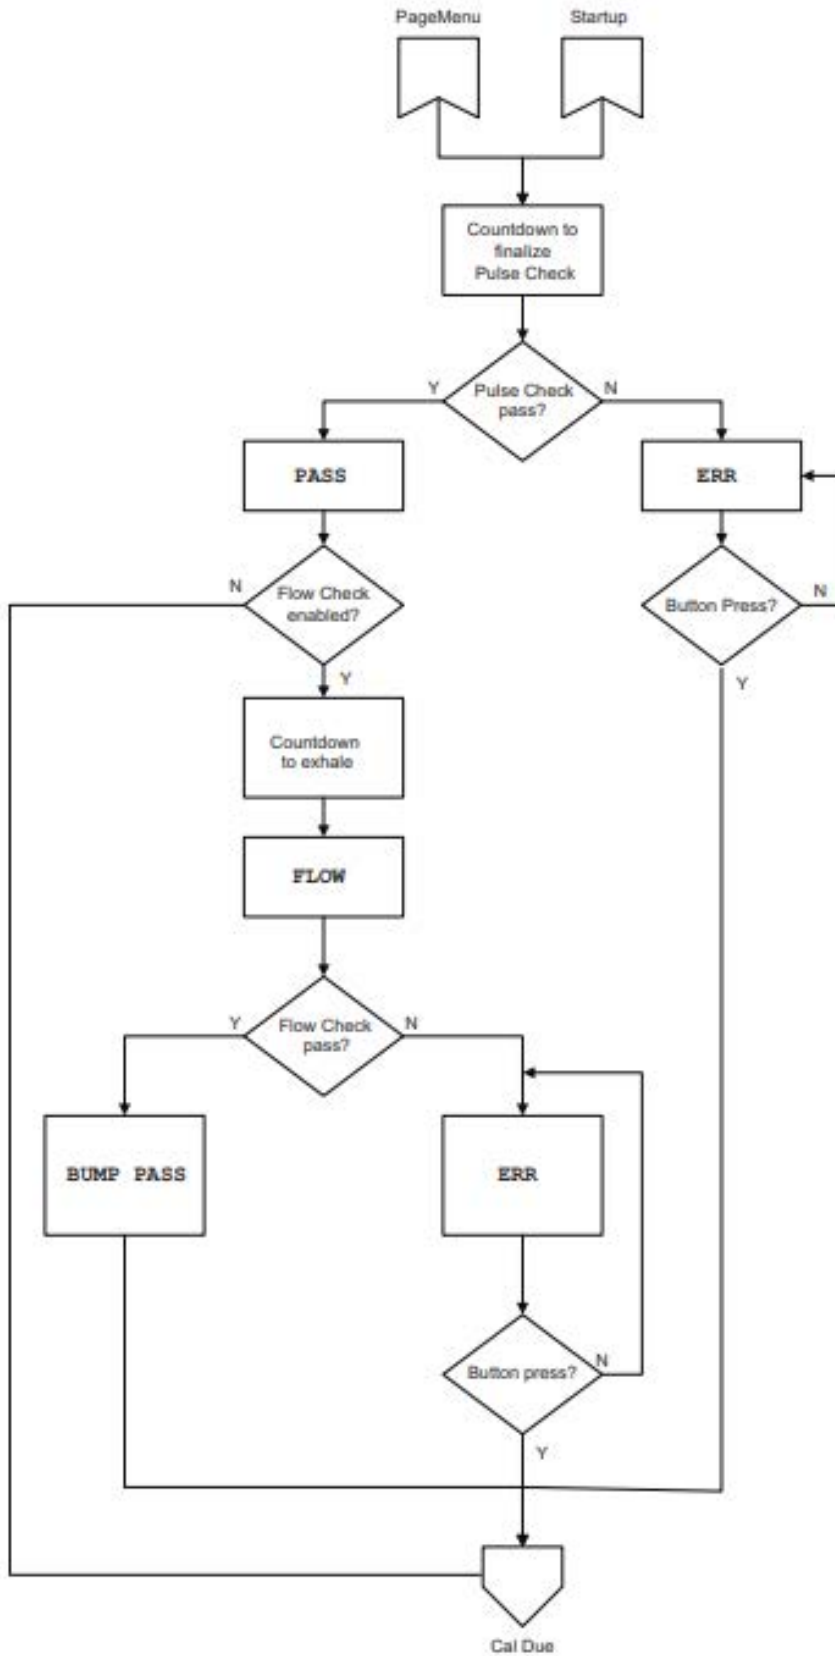 PageMenu
Startup
Countdown to
finalize
Pulse Check
Y
Pulse Check
pass?
N
PASS
ERR
N
Flow Check
enabled?
Y
Button Press?
N
Y
Countdown
to exhale
FLOW
Y
Flow Check
pass?
N
BUMP PASS
ERR
Button press?
N
Y
Cal Due